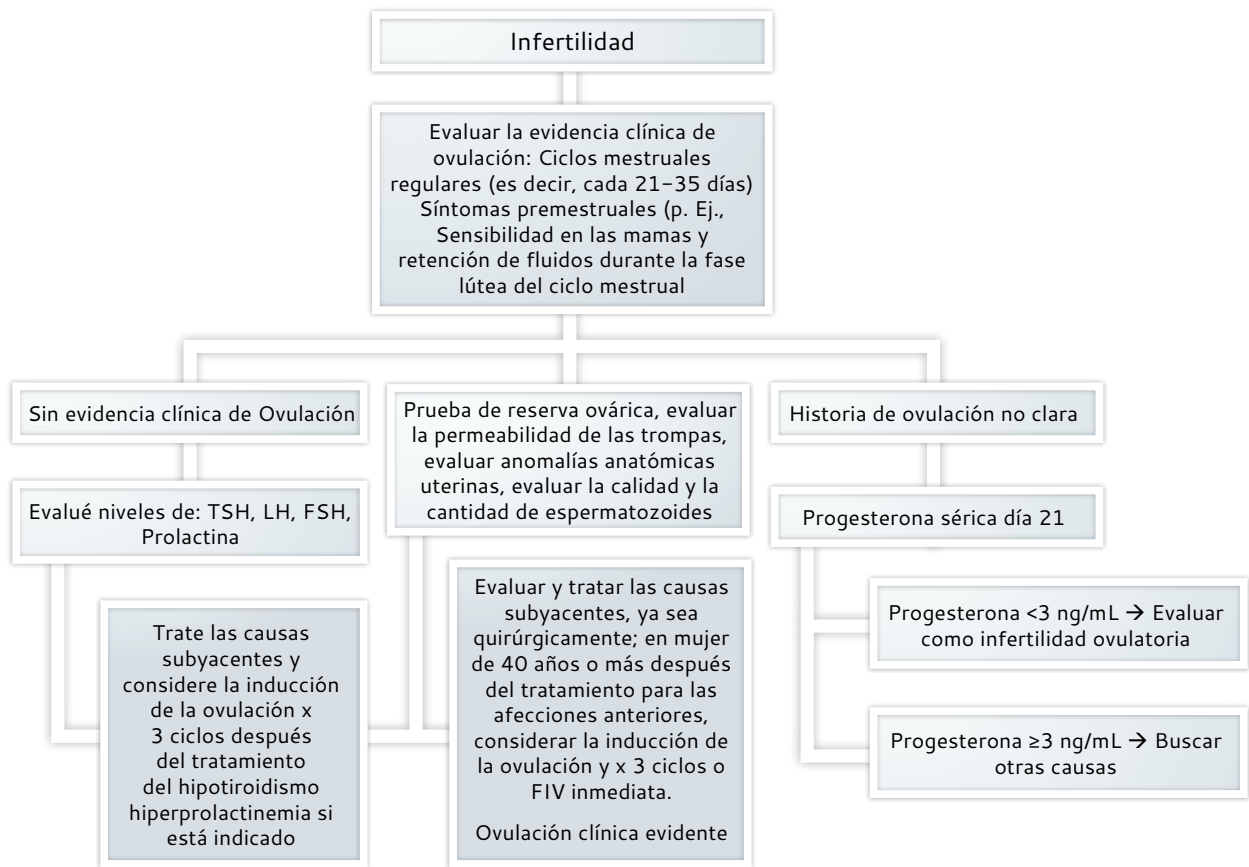 Infertilidad
Evaluar la evidencia clínica de
ovulación: Ciclos mestruales
regulares (es decir, cada 21–35 días)
Síntomas premestruales (p. Ej.,
Sensibilidad en las mamas y
retención de fluidos durante la fase
lútea del ciclo mestrual
Sin evidencia clínica de Ovulación
Evalué niveles de: TSH, LH, FSH,
Prolactina
Trate las causas
subyacentes y
considere la inducción
de la ovulación x
3 ciclos después
del tratamiento
del hipotiroidismo
hiperprolactinemia si
está indicado
Prueba de reserva ovárica, evaluar
la permeabilidad de las trompas,
evaluar anomalías anatómicas
uterinas, evaluar la calidad y la
cantidad de espermatozoides
Evaluar y tratar las causas
subyacentes, ya sea
quirúrgicamente; en mujer
de 40 años o más después
del tratamiento para las
afecciones anteriores,
considerar la inducción de
la ovulación y x 3 ciclos o
FIV inmediata.
Ovulación clínica evidente
Historia de ovulación no clara
Progesterona sérica día 21
Progesterona <3 ng/mL → Evaluar
como infertilidad ovulatoria
Progesterona ≥3 ng/mL → Buscar
otras causas